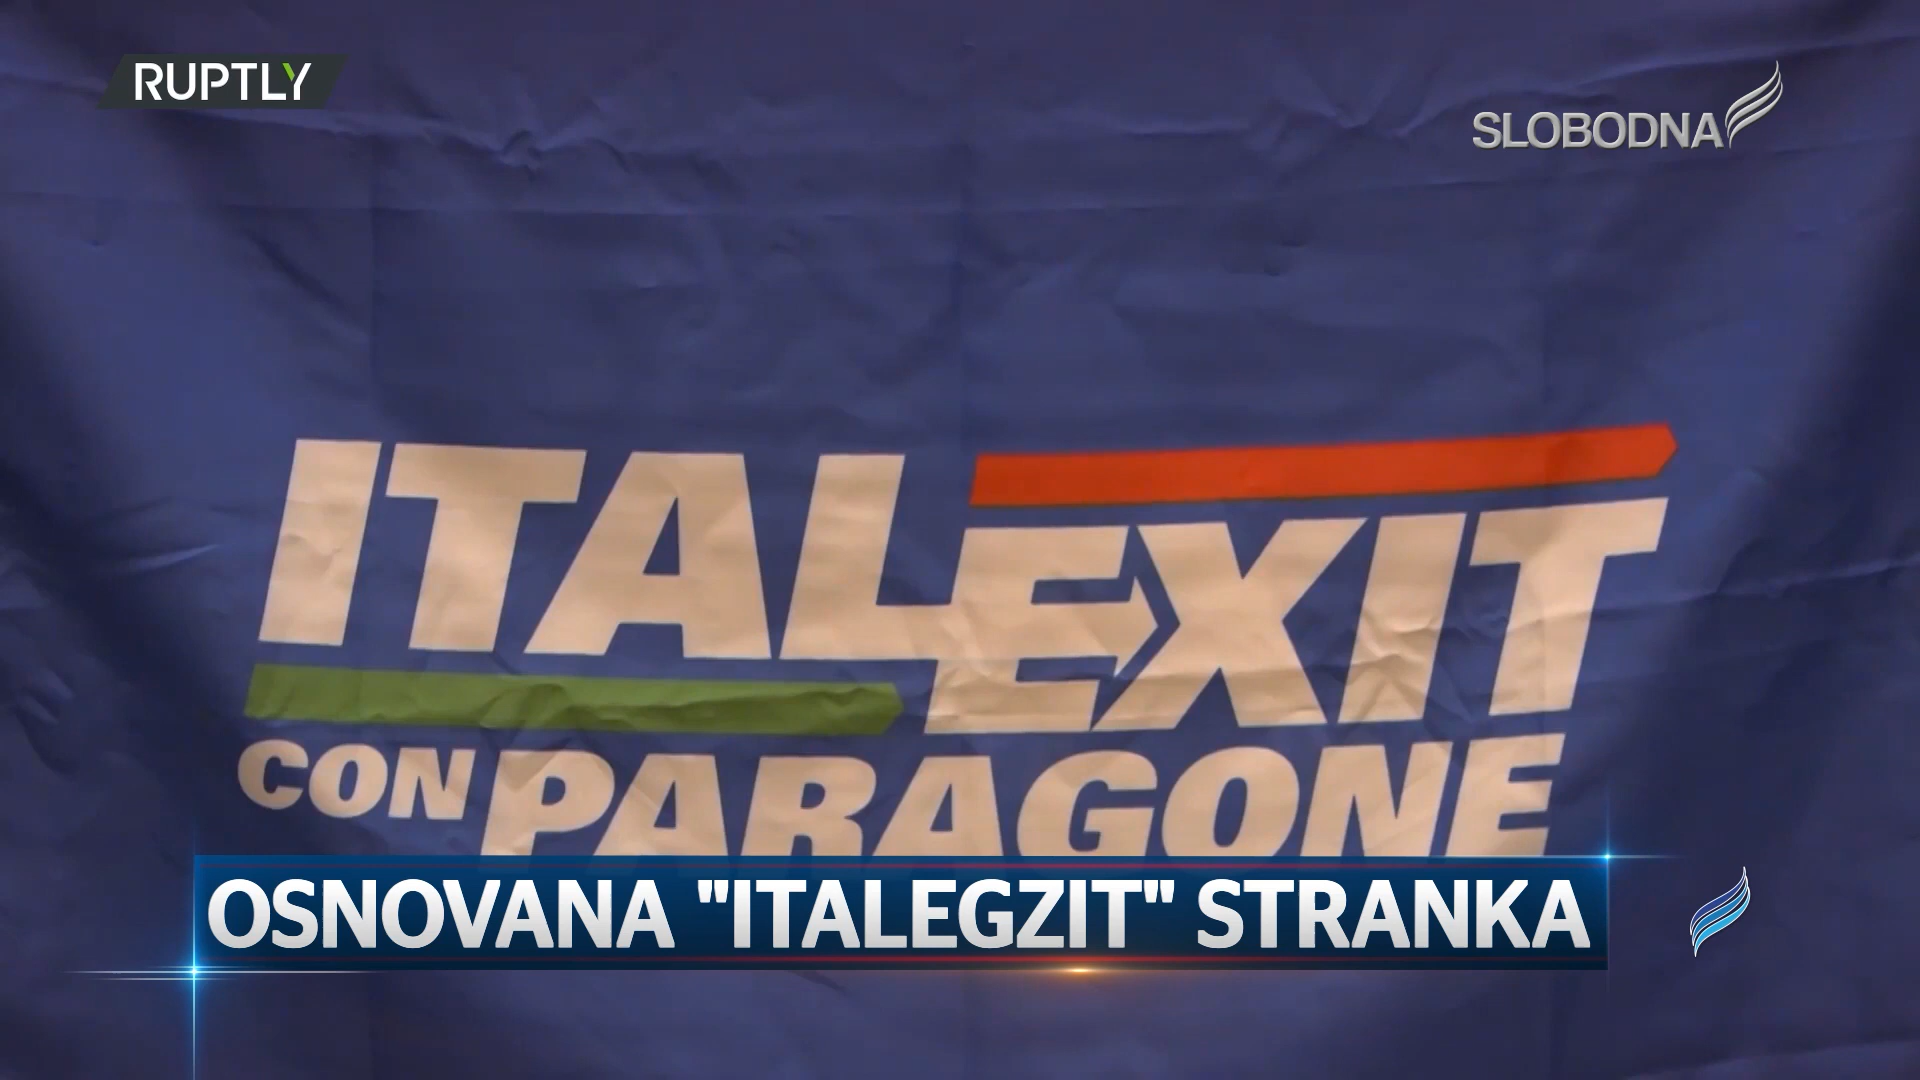 RUPTLY
SLOBODNA
ITALEXIT
CON PARAGONE
OSNOVANA "ITALEGZIT" STRANKA